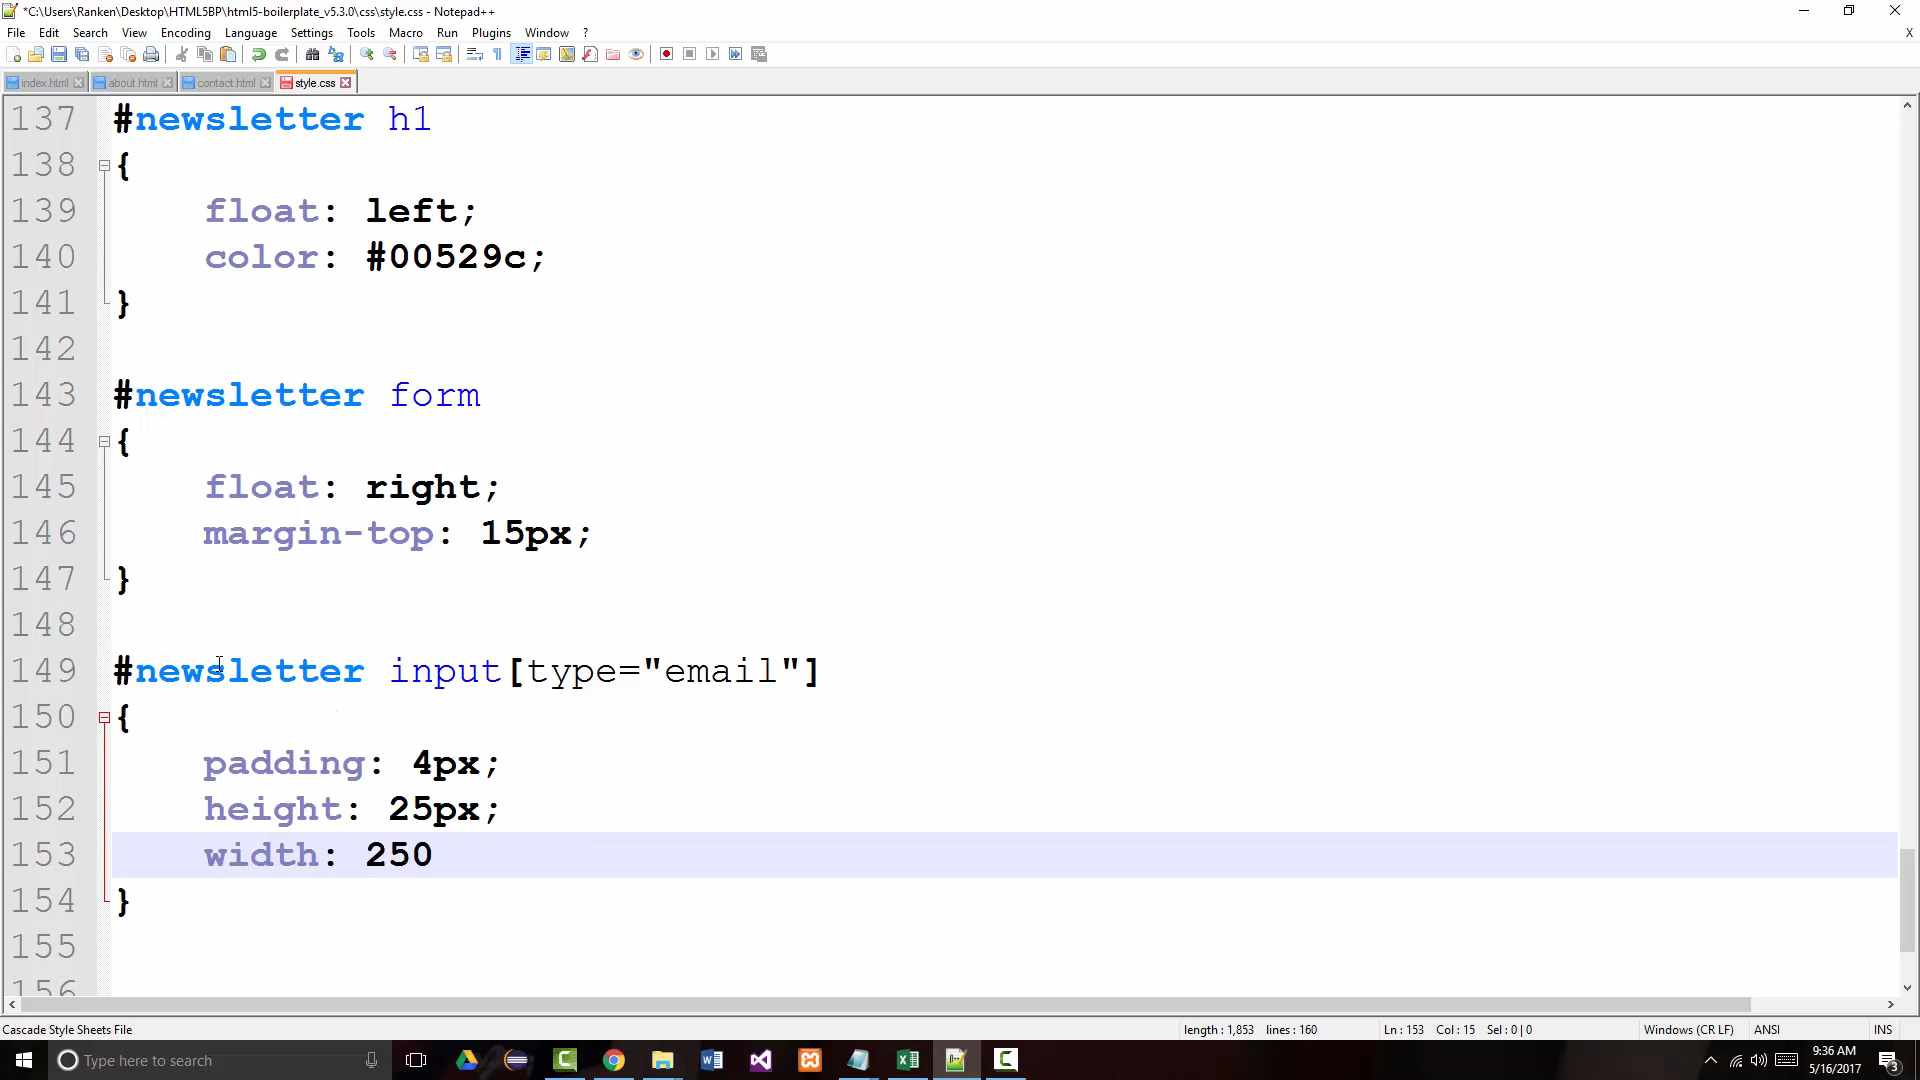 *C:\Users\Ranken\Desktop\HTML5BP\html5-boilerplate_v5.3.0\css\style.css - Notepad++
File Edit Search View Encoding Language Settings Tools Macro Run Plugins Window ? X
index.html about.html contact.html style.css
137 #newsletter h1
138 {
139 float: left;
140 color: #00529c;
141 }
142
143 #newsletter form
144 {
145 float: right;
146 margin-top: 15px;
147 }
148
149 #newsletter input[type="email"]
150 {
151 padding: 4px;
152 height: 25px;
153 width: 250
154 }
155
156
Cascade Style Sheets File length : 1,853 lines : 160 Ln : 153 Col : 15 Sel : 0 | 0 Windows (CR LF) ANSI INS
Type here to search
9:36 AM
5/16/2017
3